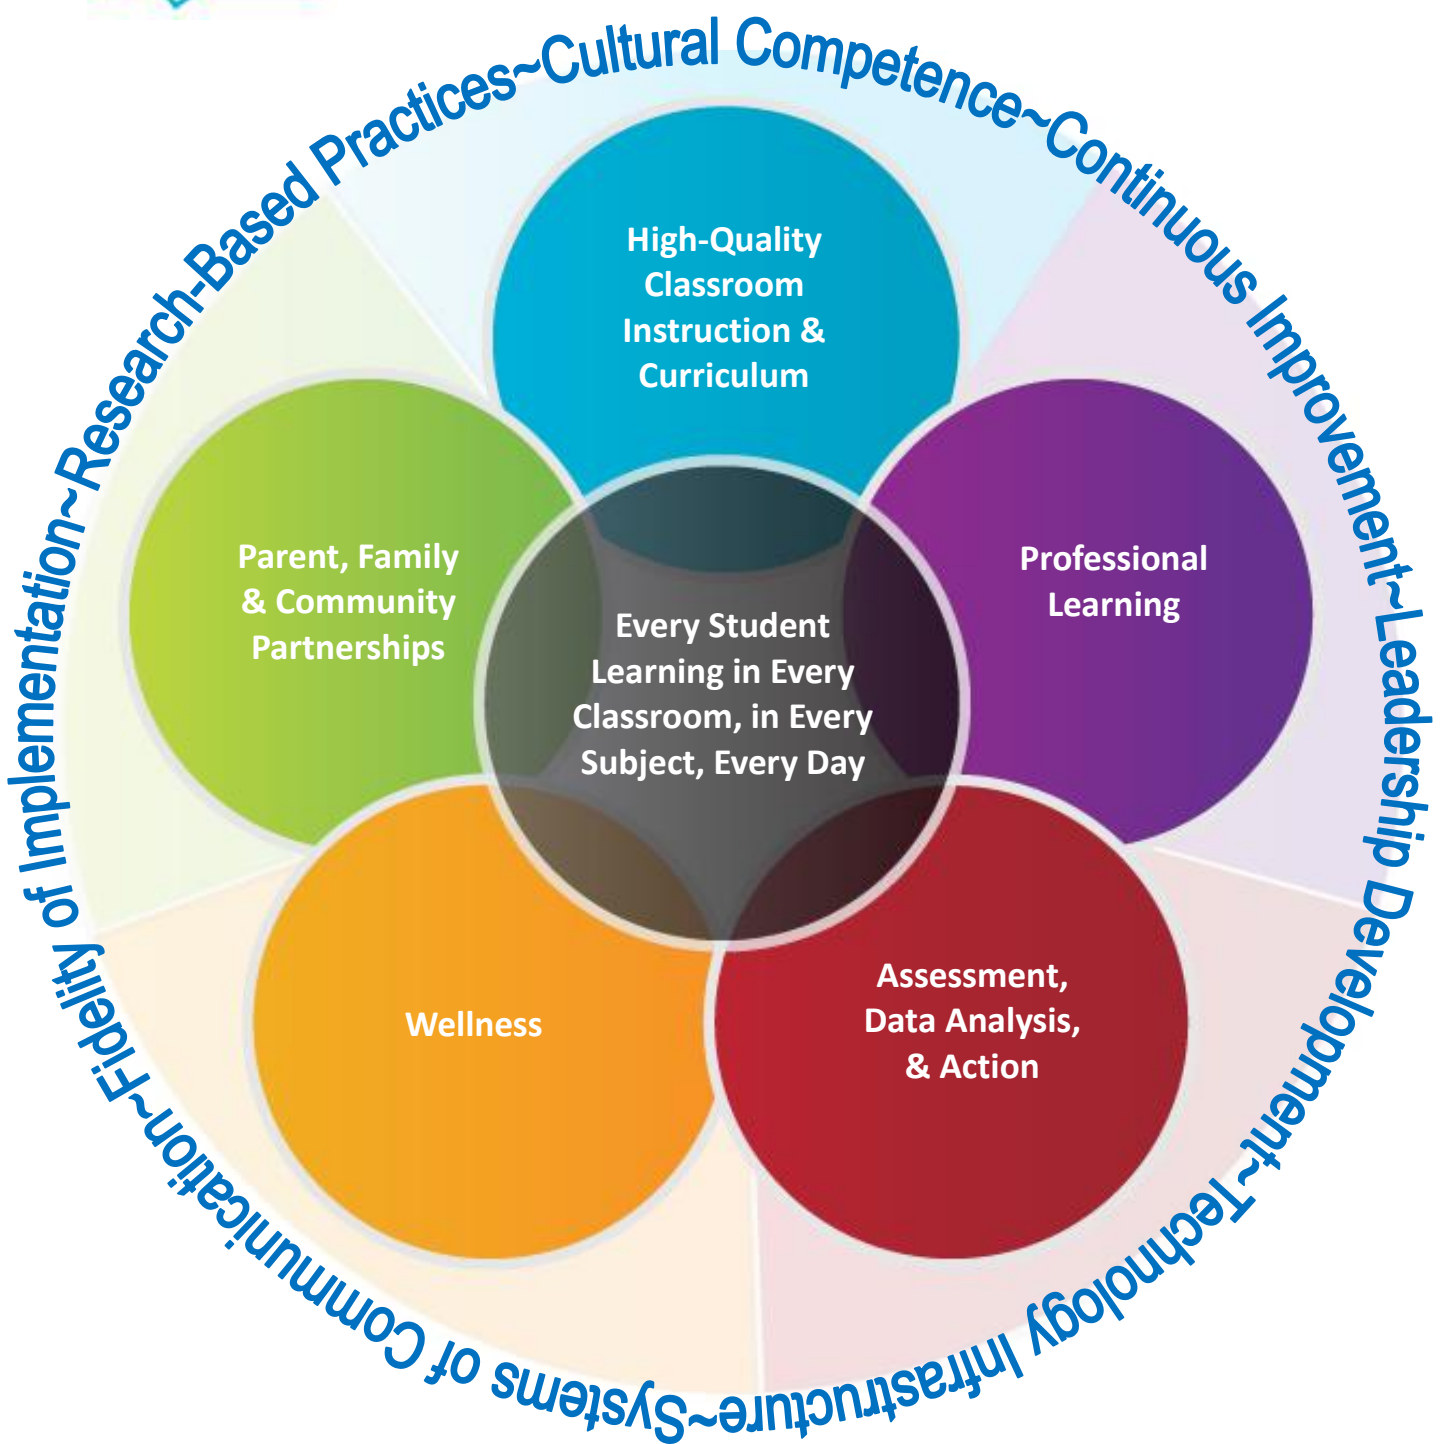 Fidelity of Implementation~Research-Based Practices~Cultural Competence~Continuous Improvement~Leadership Development~Technology Infrastructure~Systems of Communication~
High-Quality
Classroom
Instruction &
Curriculum
Parent, Family
& Community
Partnerships
Professional
Learning
Every Student
Learning in Every
Classroom, in Every
Subject, Every Day
Wellness
Assessment,
Data Analysis,
& Action